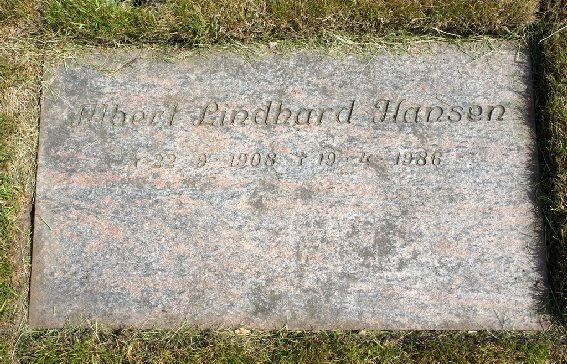 Albert Lindhard Hansen
* 22 - 9 - 1908 † 19 - 4 - 1986